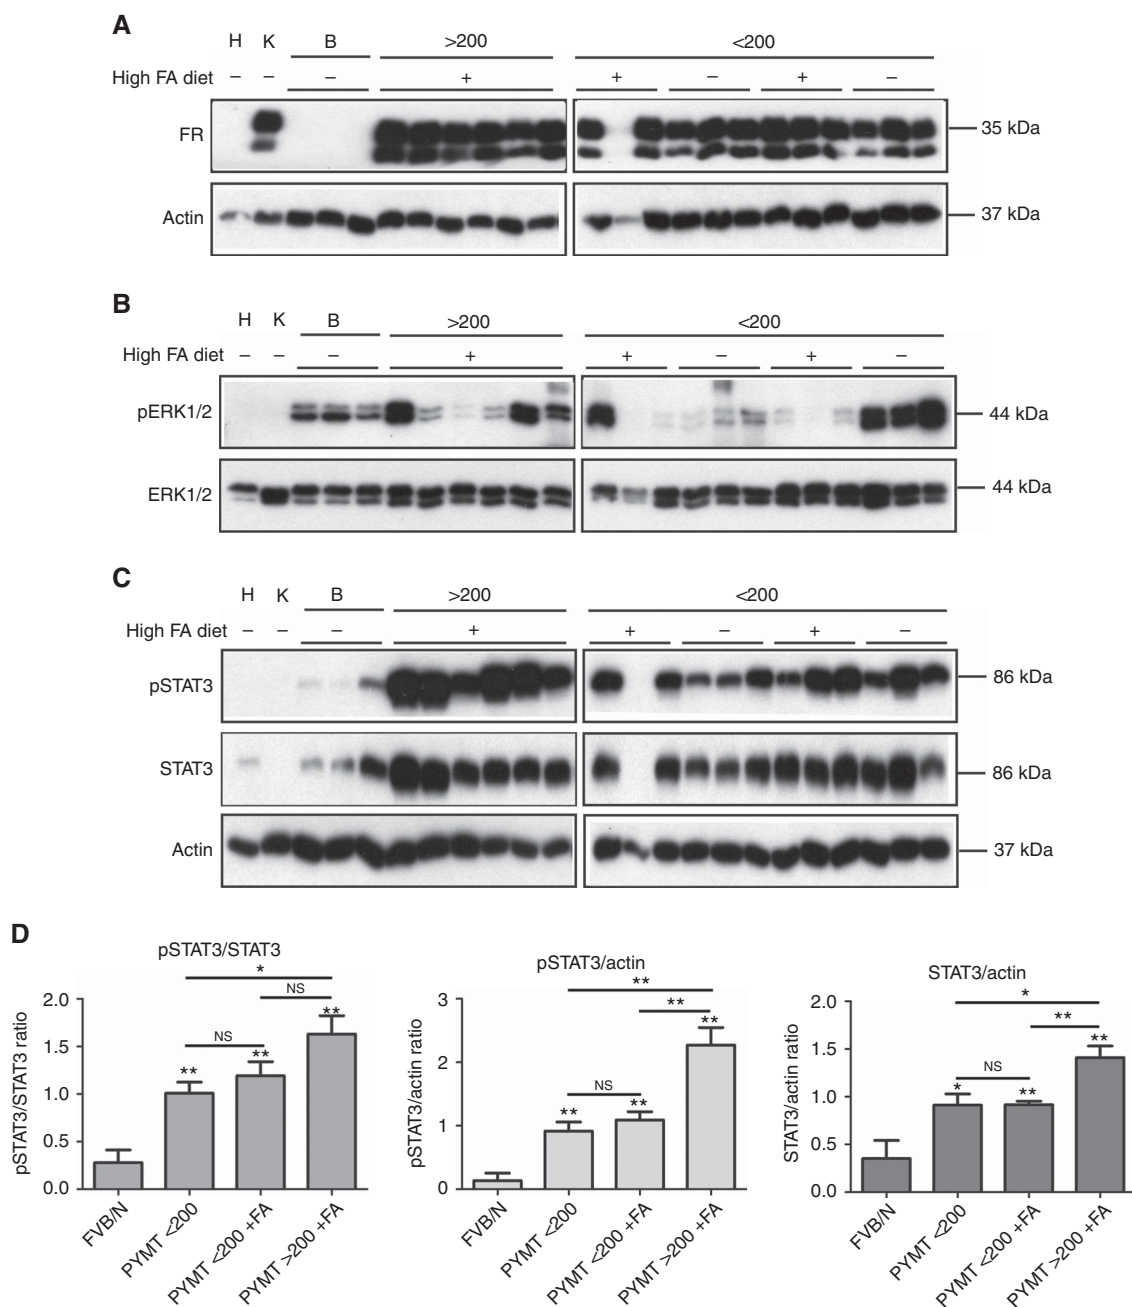 A
H K B >200 <200
High FA diet – – – + + – + –
FR
35 kDa
Actin
37 kDa
B
H K B >200 <200
High FA diet – – – + + – + –
pERK1/2
44 kDa
ERK1/2
44 kDa
C
H K B >200 <200
High FA diet – – – + + – + –
pSTAT3
86 kDa
STAT3
86 kDa
Actin
37 kDa
D
pSTAT3/STAT3
*
NS
**
NS
**
**
2.0
1.5
1.0
0.5
0.0
pSTAT3/STAT3 ratio
FVB/N
PYMT <200
PYMT <200 +FA
PYMT >200 +FA
pSTAT3/actin
**
**
**
NS
**
**
3
2
1
0
pSTAT3/actin ratio
FVB/N
PYMT <200
PYMT <200 +FA
PYMT >200 +FA
STAT3/actin
*
**
**
NS
*
**
2.0
1.5
1.0
0.5
0.0
STAT3/actin ratio
FVB/N
PYMT <200
PYMT <200 +FA
PYMT >200 +FA